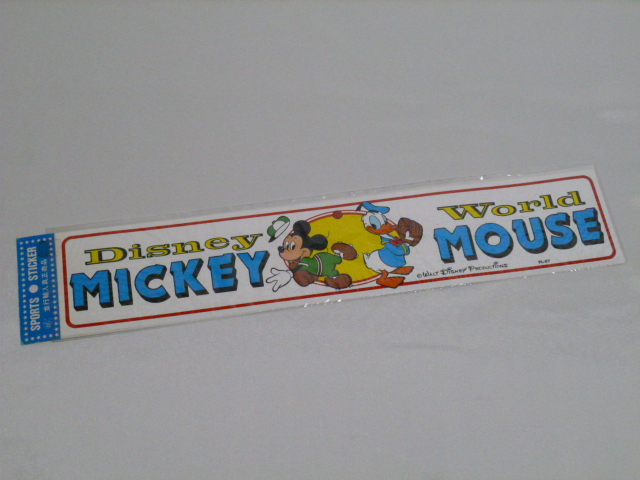 SPORTS ● STICKER
Disney World
MICKEY MOUSE
© WALT DISNEY PRODUCTIONS